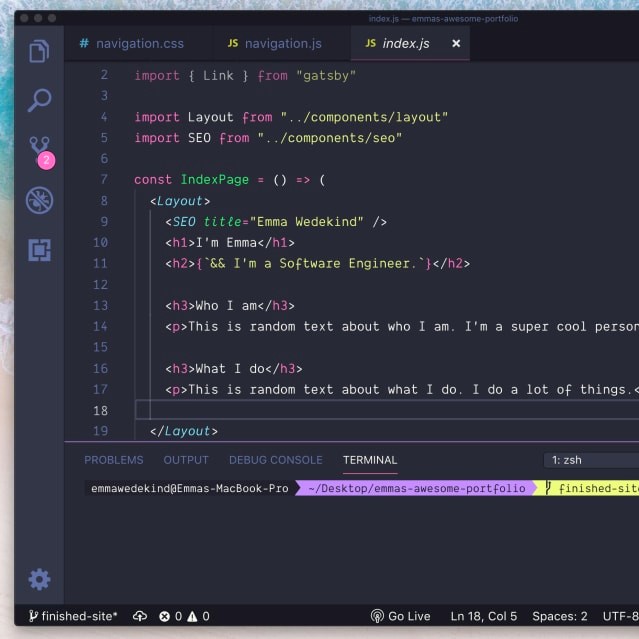 index.js — emmas-awesome-portfolio
# navigation.css JS navigation.js JS index.js ×
2 import { Link } from "gatsby"
3
4 import Layout from "../components/layout"
5 import SEO from "../components/seo"
6
7 const IndexPage = () => (
8 <Layout>
9 <SEO title="Emma Wedekind" />
10 <h1>I'm Emma</h1>
11 <h2>{`&& I'm a Software Engineer.`}</h2>
12
13 <h3>Who I am</h3>
14 <p>This is random text about who I am. I'm a super cool person
15
16 <h3>What I do</h3>
17 <p>This is random text about what I do. I do a lot of things.<
18
19 </Layout>
2
PROBLEMS OUTPUT DEBUG CONSOLE TERMINAL 1: zsh
emmawedekind@Emmas-MacBook-Pro ~/Desktop/emmas-awesome-portfolio finished-site
finished-site* 0 0 Go Live Ln 18, Col 5 Spaces: 2 UTF-8